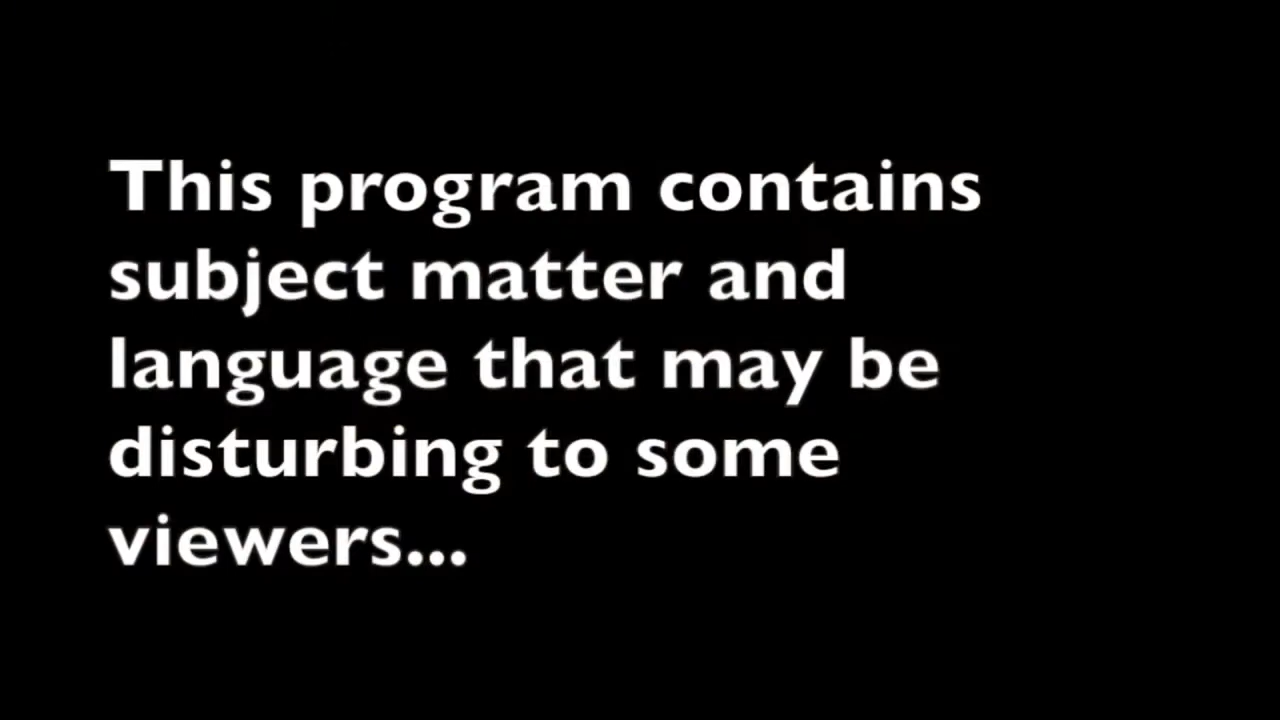 This program contains
subject matter and
language that may be
disturbing to some
viewers...